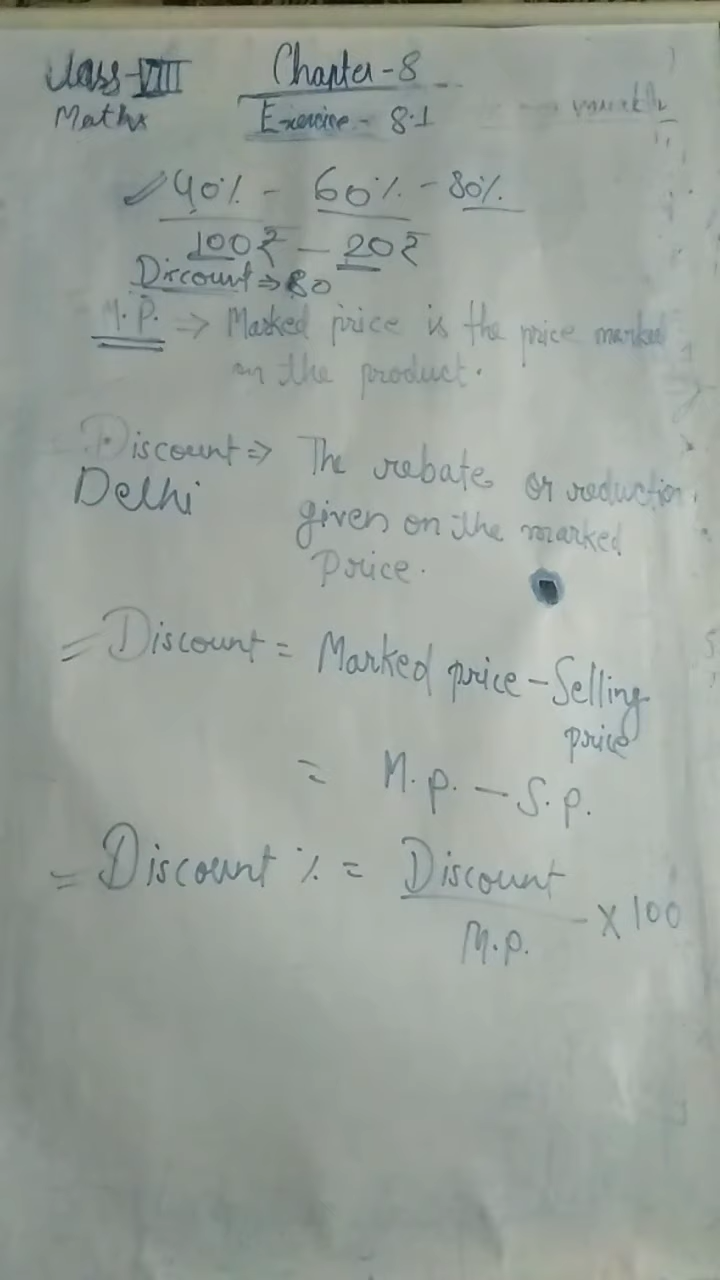 Class-VIII Chapter-8
Maths Exercise - 8.1
40% - 60% - 80%
100₹ - 20₹
Discount ⇒ 80
M.P. ⇒ Marked price is the price marked
on the product.
Discount ⇒ The rebate or reduction
Delhi given on the marked
Price.
= Discount = Marked price - Selling
price
= M.p. - S.p.
= Discount % = Discount
M.p. × 100